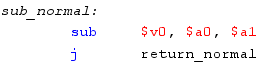 sub_normal:
sub $v0, $a0, $a1
j return_normal